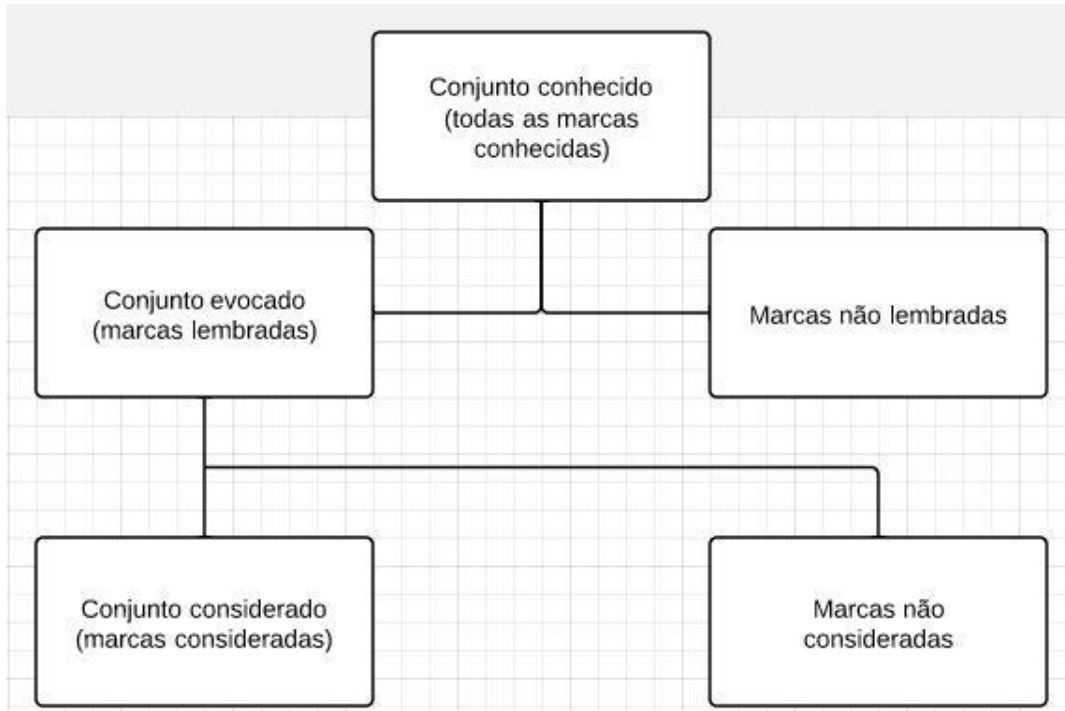 Conjunto conhecido
(todas as marcas
conhecidas)
Conjunto evocado
(marcas lembradas)
Marcas não lembradas
Conjunto considerado
(marcas consideradas)
Marcas não
consideradas